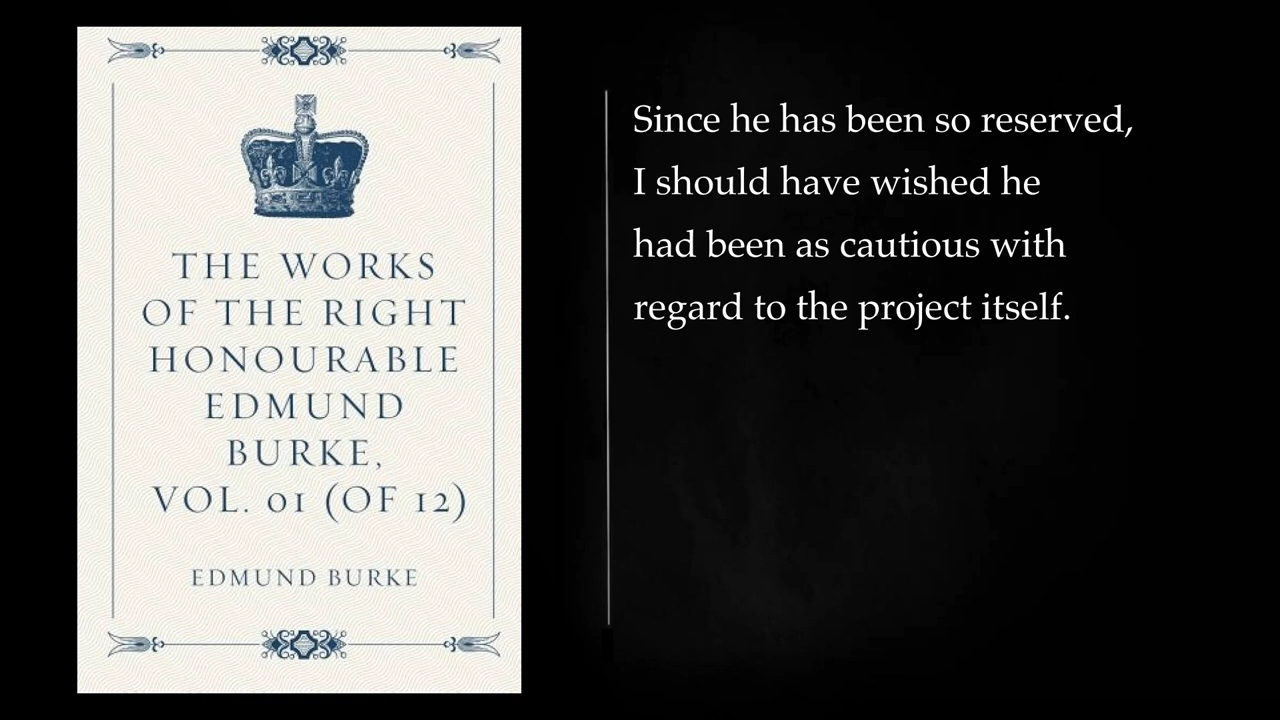 THE WORKS
OF THE RIGHT
HONOURABLE
EDMUND
BURKE,
VOL. 01 (OF 12)
EDMUND BURKE
Since he has been so reserved,
I should have wished he
had been as cautious with
regard to the project itself.